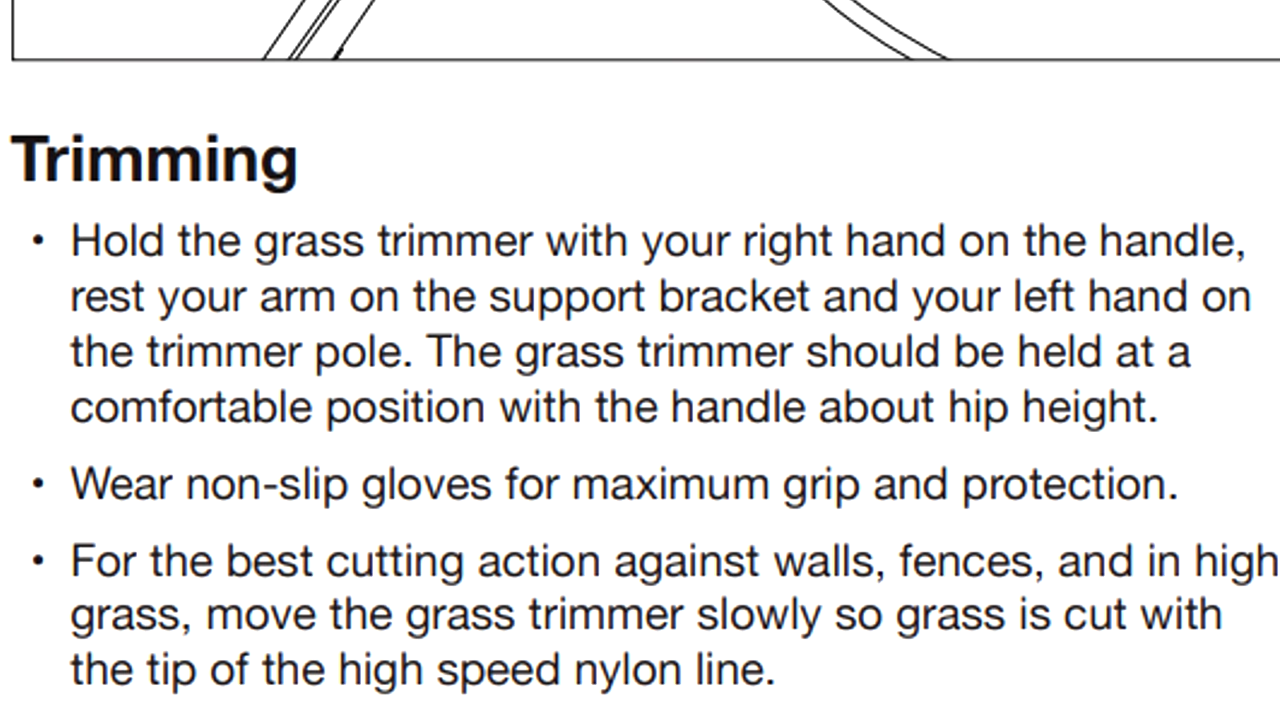 Trimming
• Hold the grass trimmer with your right hand on the handle,
rest your arm on the support bracket and your left hand on
the trimmer pole. The grass trimmer should be held at a
comfortable position with the handle about hip height.
• Wear non-slip gloves for maximum grip and protection.
• For the best cutting action against walls, fences, and in high
grass, move the grass trimmer slowly so grass is cut with
the tip of the high speed nylon line.